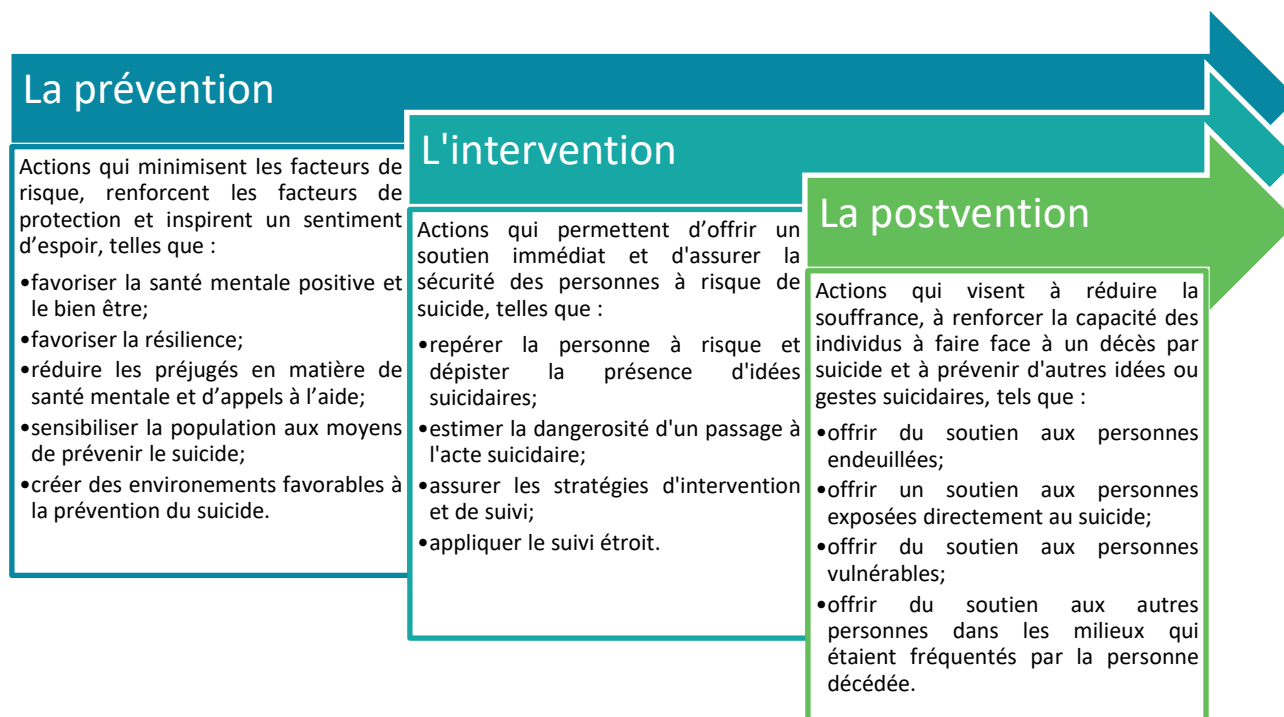 La prévention
Actions qui minimisent les facteurs de
risque, renforcent les facteurs de
protection et inspirent un sentiment
d’espoir, telles que :
•favoriser la santé mentale positive et
le bien être;
•favoriser la résilience;
•réduire les préjugés en matière de
santé mentale et d’appels à l’aide;
•sensibiliser la population aux moyens
de prévenir le suicide;
•créer des environements favorables à
la prévention du suicide.
L'intervention
Actions qui permettent d’offrir un
soutien immédiat et d'assurer la
sécurité des personnes à risque de
suicide, telles que :
•repérer la personne à risque et
dépister la présence d'idées
suicidaires;
•estimer la dangerosité d'un passage à
l'acte suicidaire;
•assurer les stratégies d'intervention
et de suivi;
•appliquer le suivi étroit.
La postvention
Actions qui visent à réduire la
souffrance, à renforcer la capacité des
individus à faire face à un décès par
suicide et à prévenir d'autres idées ou
gestes suicidaires, tels que :
•offrir du soutien aux personnes
endeuillées;
•offrir un soutien aux personnes
exposées directement au suicide;
•offrir du soutien aux personnes
vulnérables;
•offrir du soutien aux autres
personnes dans les milieux qui
étaient fréquentés par la personne
décédée.